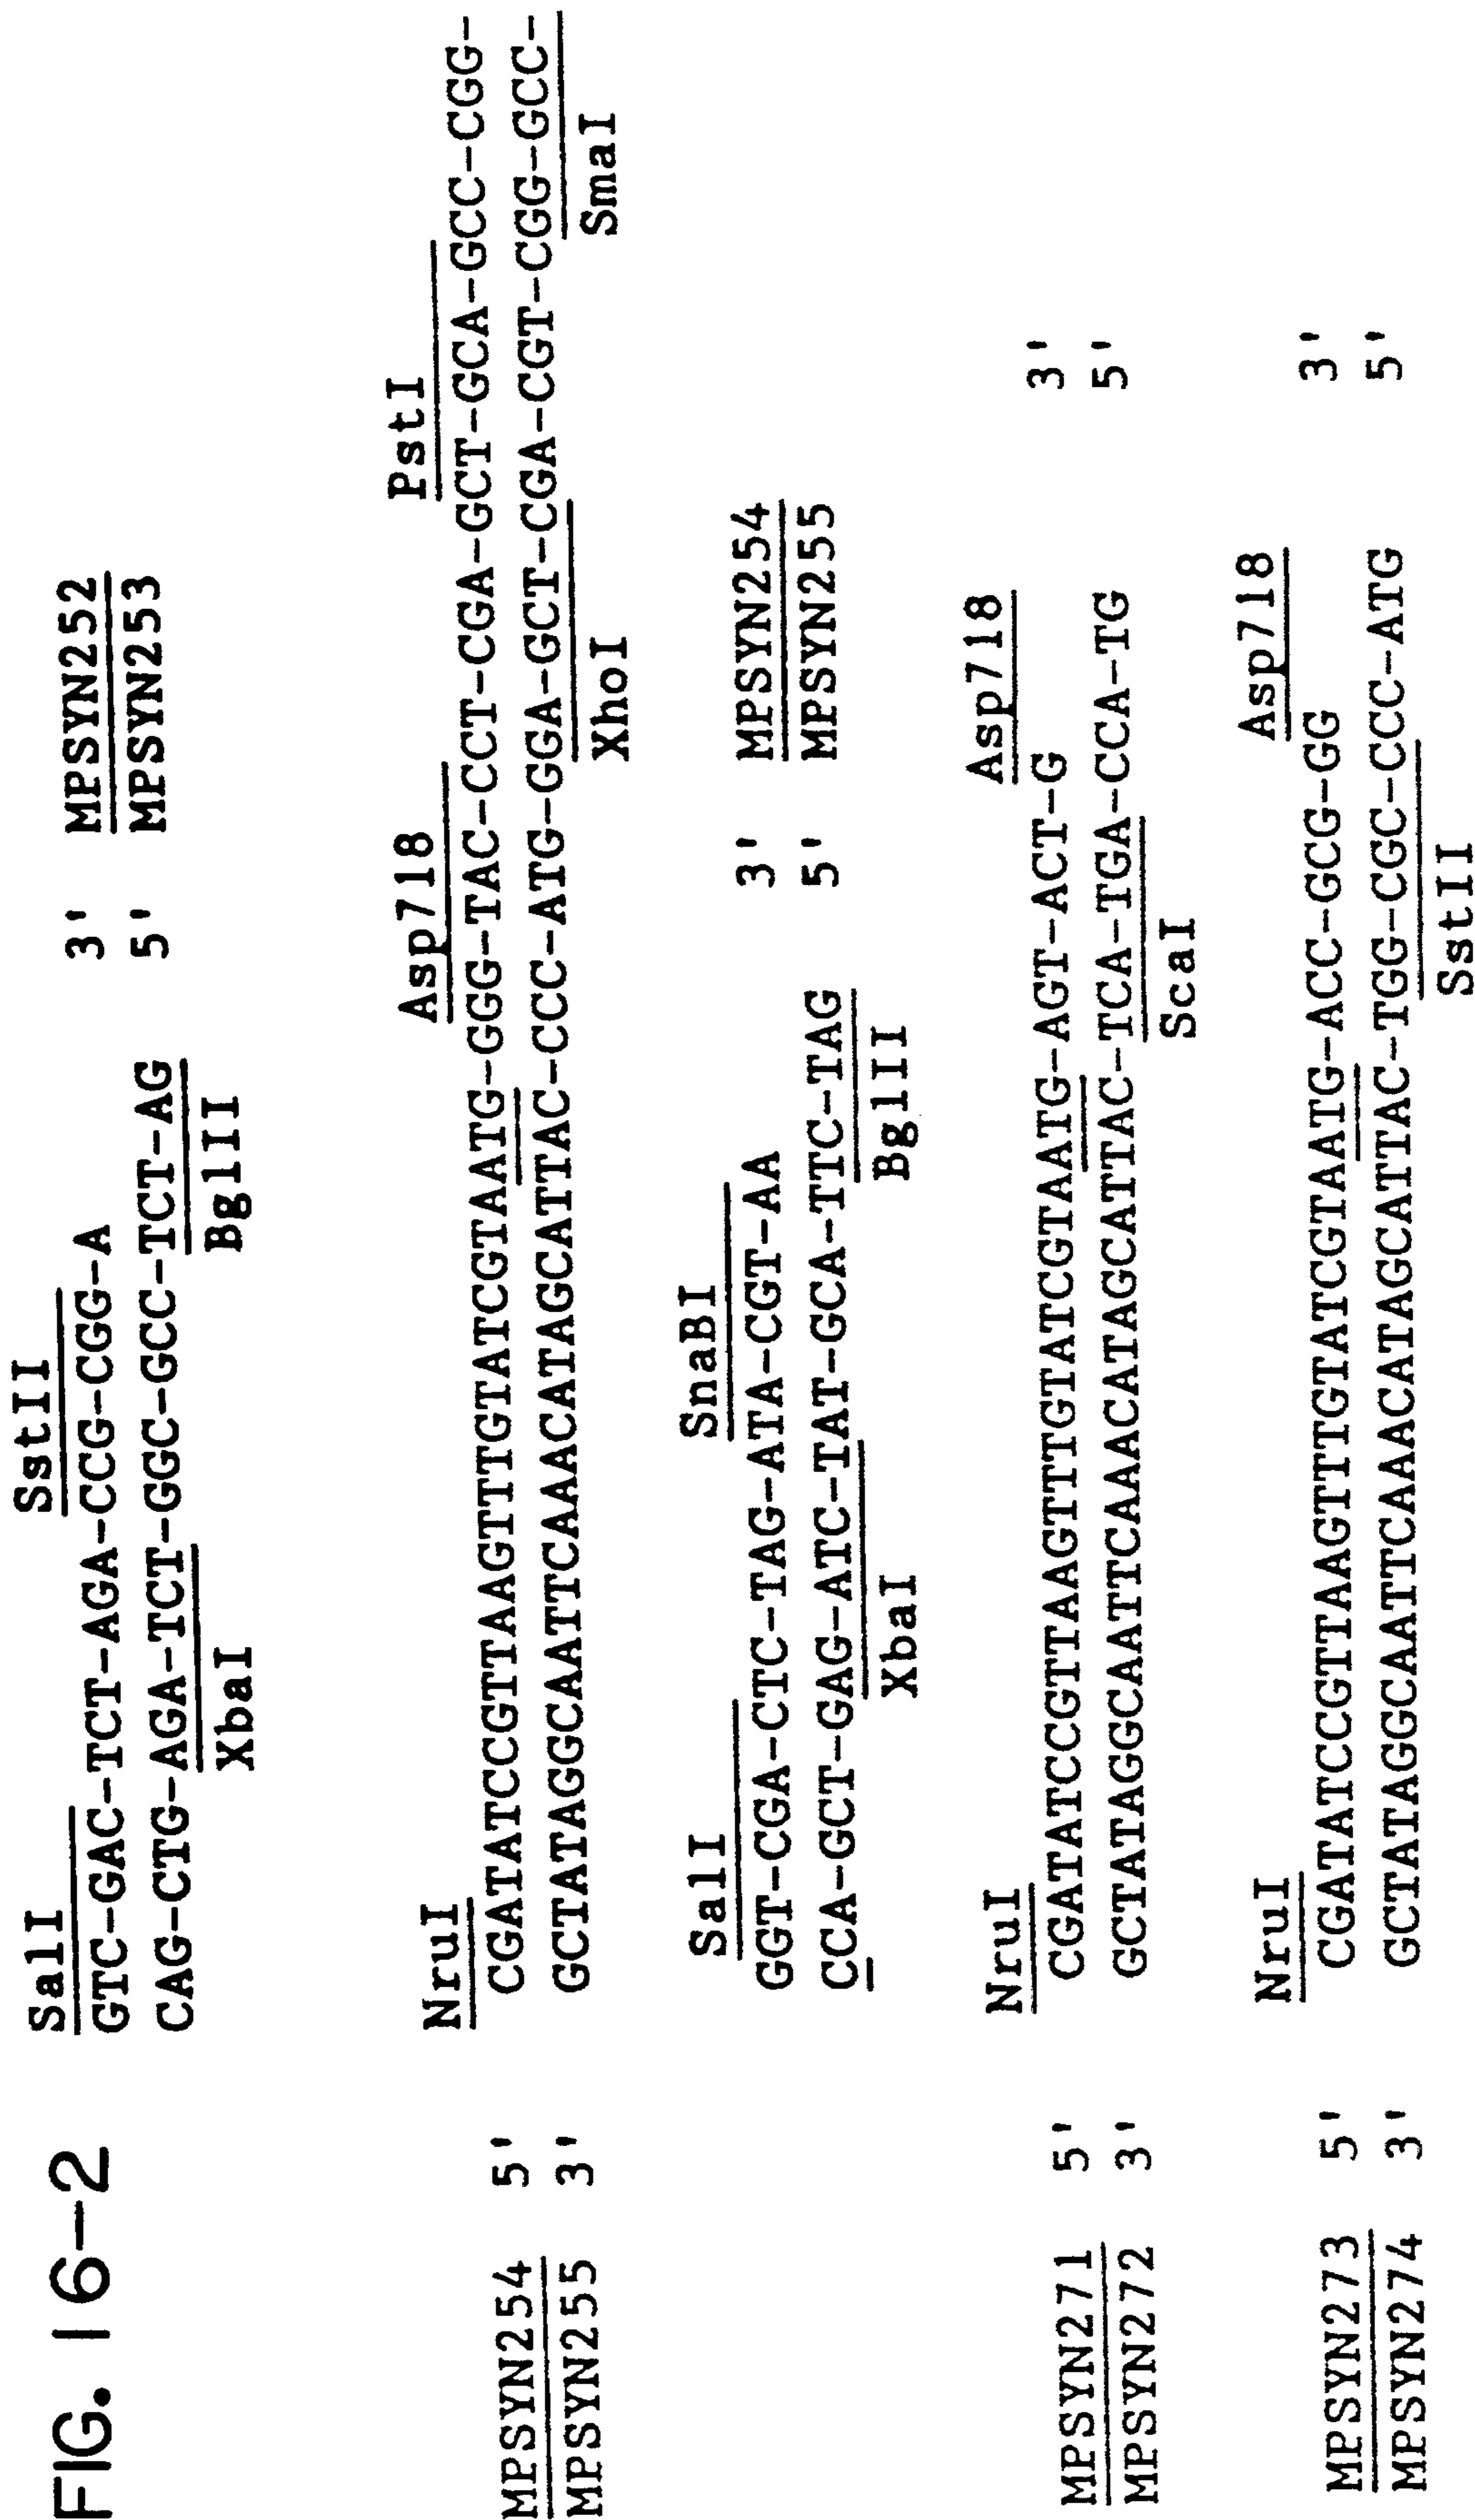 FIG. 16-2
SalI SstII
GTC-GAC-TCT-AGA-CCG-CGG-A 3' MPSYN252
CAG-CTG-AGA-TCT-GGC-GCC-TCT-AG 5' MPSYN253
XbaI BglII
NruI Asp718 PstI
MPSYN254 5' CGATATCCGTTAAGTTTGTATCGTAATG-GGG-TAC-CCT-CGA-GCT-GCA-GCC-CGG-
MPSYN255 3' GCTATAGGCAATTCAAACATAGCATTAC-CCC-ATG-GGA-GCT-CGA-CGT-CGG-GCC-
XhoI SmaI
SalI SnaBI
GGT-CGA-CTC-TAG-ATA-CGT-AA 3' MPSYN254
CCA-GCT-GAG-ATC-TAT-GCA-TTC-TAG 5' MPSYN255
XbaI BglII
NruI Asp718
MPSYN271 5' CGATATCCGTTAAGTTTGTATCGTAATG-AGT-ACT-G 3'
MPSYN272 3' GCTATAGGCAATTCAAACATAGCATTAC-TCA-TGA-CCA-TG 5'
ScaI
NruI Asp718
MPSYN273 5' CGATATCCGTTAAGTTTGTATCGTAATG-ACC-GCG-GG 3'
MPSYN274 3' GCTATAGGCAATTCAAACATAGCATTAC-TGG-CGC-CCC-ATG 5'
SstII